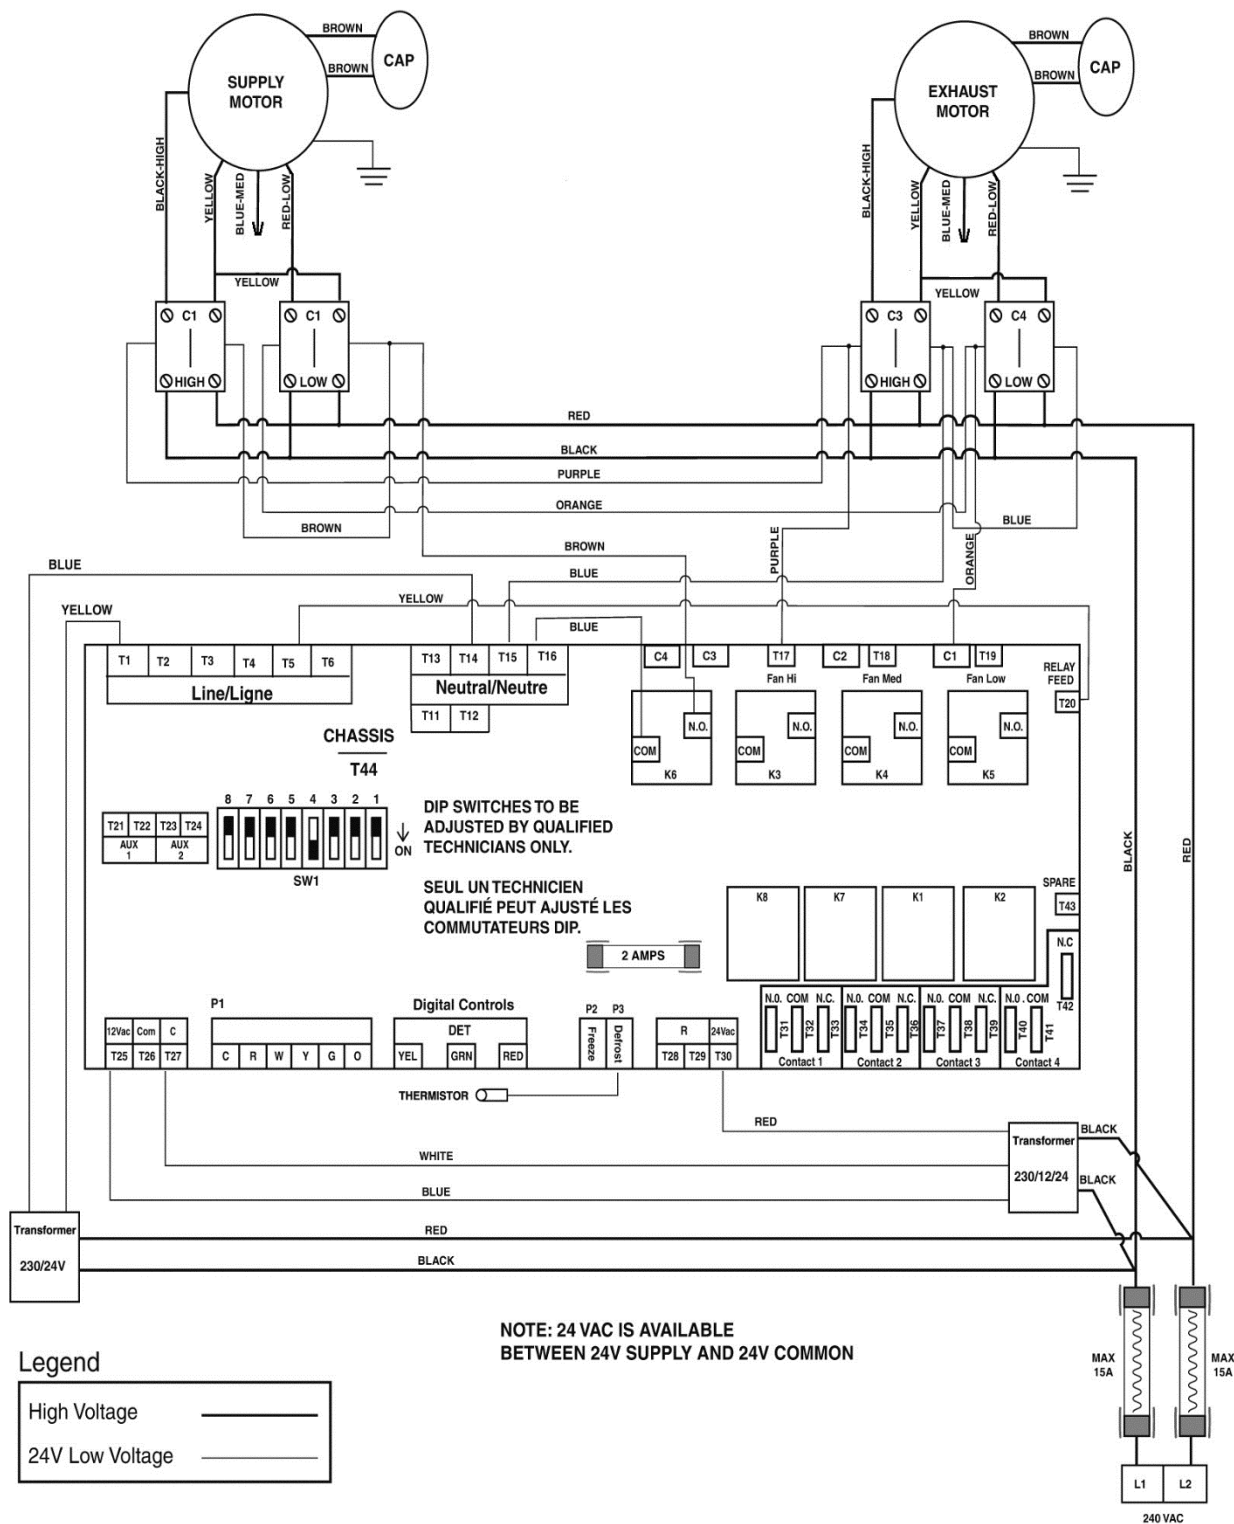 BROWN
BROWN
CAP
SUPPLY
MOTOR
BLACK-HIGH
YELLOW
BLUE-MED
RED-LOW
YELLOW
BROWN
BROWN
CAP
EXHAUST
MOTOR
BLACK-HIGH
YELLOW
BLUE-MED
RED-LOW
YELLOW
C1
HIGH
C1
LOW
C3
HIGH
C4
LOW
RED
BLACK
PURPLE
ORANGE
BROWN
BLUE
BROWN
PURPLE
ORANGE
BLUE
BLUE
YELLOW
YELLOW
BLUE
T1 T2 T3 T4 T5 T6
Line/Ligne
T13 T14 T15 T16
Neutral/Neutre
T11 T12
C4 C3 T17 C2 T18 C1 T19
Fan Hi Fan Med Fan Low
RELAY
FEED
T20
N.O. N.O. N.O. N.O.
COM COM COM COM
K6 K3 K4 K5
CHASSIS
T44
8 7 6 5 4 3 2 1
ON
SW1
T21 T22 T23 T24
AUX
1
AUX
2
DIP SWITCHES TO BE
ADJUSTED BY QUALIFIED
TECHNICIANS ONLY.
SEUL UN TECHNICIEN
QUALIFIÉ PEUT AJUSTÉ LES
COMMUTATEURS DIP.
2 AMPS
BLACK
RED
K8 K7 K1 K2
SPARE
T43
N.C
T42
P1
Digital Controls
12Vac Com C
T25 T26 T27
C R W Y G O
DET
YEL GRN RED
P2 P3
Freeze
Defrost
R 24Vac
T28 T29 T30
N.0. COM N.C. N.0. COM N.C. N.0. COM N.C. N.0 . COM
T31 T32 T33 T34 T35 T36 T37 T38 T39 T40 T41
Contact 1 Contact 2 Contact 3 Contact 4
THERMISTOR
RED
WHITE
BLUE
Transformer
230/12/24
BLACK
BLACK
Transformer
230/24V
RED
BLACK
NOTE: 24 VAC IS AVAILABLE
BETWEEN 24V SUPPLY AND 24V COMMON
MAX
15A
MAX
15A
L1 L2
240 VAC
Legend
High Voltage
24V Low Voltage